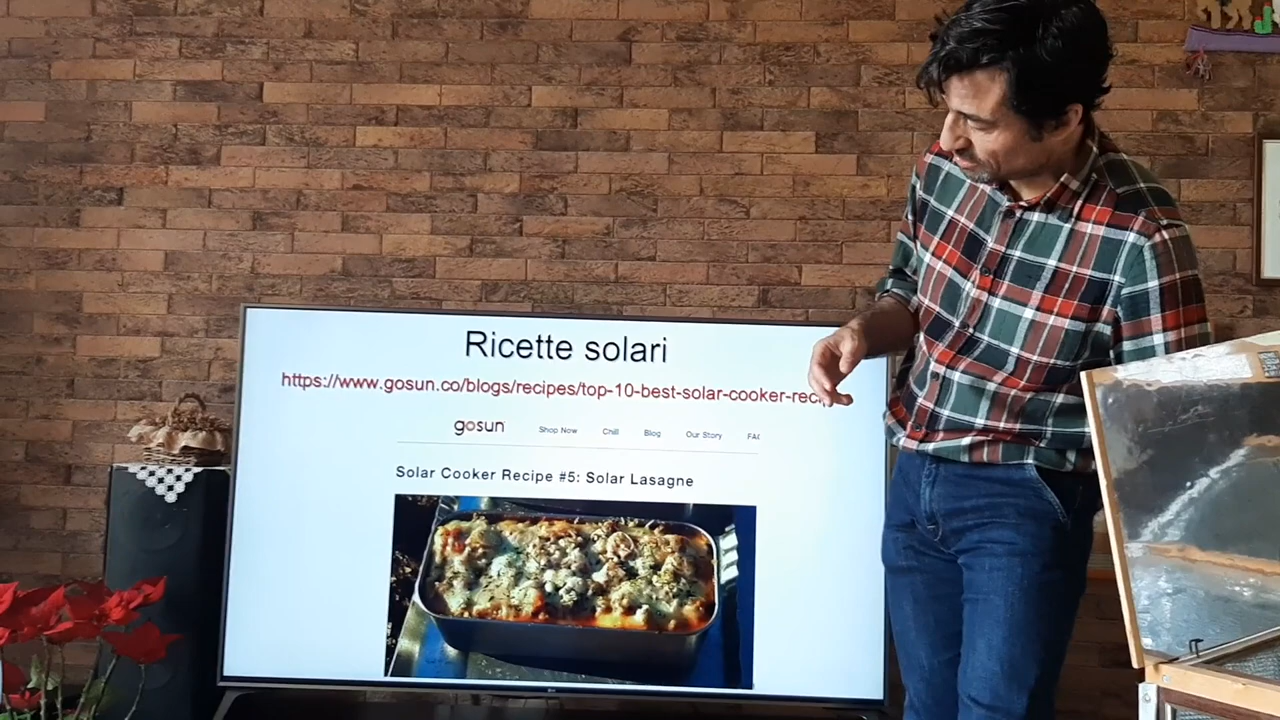 Ricette solari
https://www.gosun.co/blogs/recipes/top-10-best-solar-cooker-reci
gosun Shop Now Chill Blog Our Story FAQ
Solar Cooker Recipe #5: Solar Lasagne